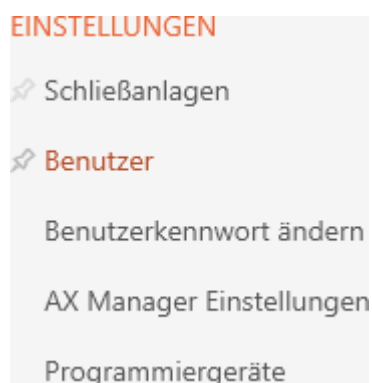 EINSTELLUNGEN
Schließanlagen
Benutzer
Benutzerkennwort ändern
AX Manager Einstellungen
Programmiergeräte